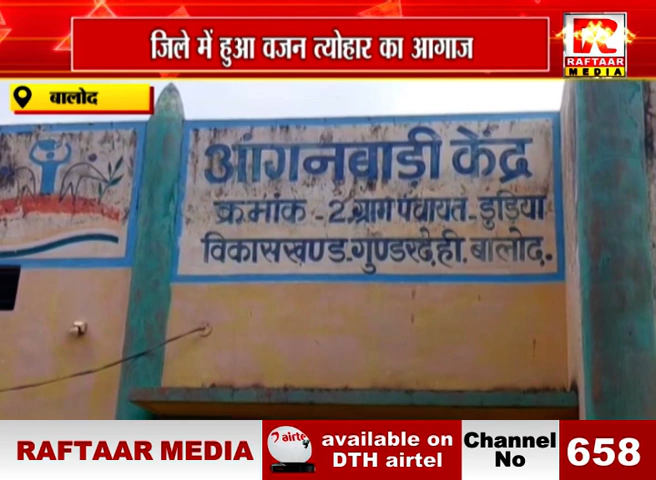 जिले में हुआ वजन त्योहार का आगाज
R
RAFTAAR
MEDIA
बालोद
आंगनबाड़ी केंद्र
क्रमांक - 2. ग्राम पंचायत - डुड़िया
विकासखण्ड. गुण्डरदेही. बालोद.
RAFTAAR MEDIA
airte
available on
DTH airtel
Channel
No
658